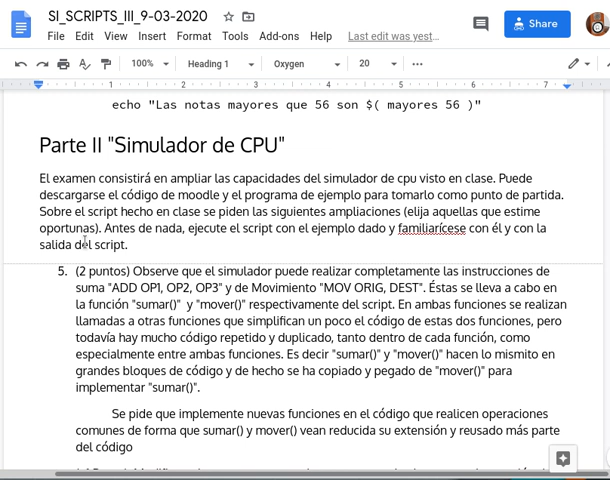 SI_SCRIPTS_III_9-03-2020
File Edit View Insert Format Tools Add-ons Help Last edit was yest...
Share
100% Heading 1 Oxygen 20
1 2 3 4 5 6 7
echo "Las notas mayores que 56 son $( mayores 56 )"
Parte II "Simulador de CPU"
El examen consistirá en ampliar las capacidades del simulador de cpu visto en clase. Puede
descargarse el código de moodle y el programa de ejemplo para tomarlo como punto de partida.
Sobre el script hecho en clase se piden las siguientes ampliaciones (elija aquellas que estime
oportunas). Antes de nada, ejecute el script con el ejemplo dado y familiarícese con él y con la
salida del script.
5. (2 puntos) Observe que el simulador puede realizar completamente las instrucciones de
suma "ADD OP1, OP2, OP3" y de Movimiento "MOV ORIG, DEST". Éstas se lleva a cabo en
la función "sumar()" y "mover()" respectivamente del script. En ambas funciones se realizan
llamadas a otras funciones que simplifican un poco el código de estas dos funciones, pero
todavía hay mucho código repetido y duplicado, tanto dentro de cada función, como
especialmente entre ambas funciones. Es decir "sumar()" y "mover()" hacen lo mismito en
grandes bloques de código y de hecho se ha copiado y pegado de "mover()" para
implementar "sumar()".
Se pide que implemente nuevas funciones en el código que realicen operaciones
comunes de forma que sumar() y mover() vean reducida su extensión y reusado más parte
del código